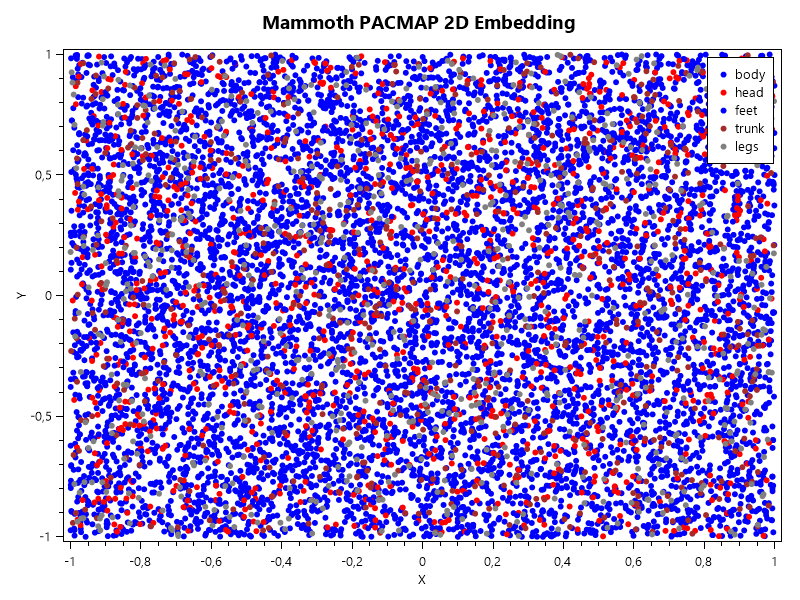 Mammoth PACMAP 2D Embedding
1
0,5
0
-0,5
-1
Y
body
head
feet
trunk
legs
-1
-0,8
-0,6
-0,4
-0,2
0
0,2
0,4
0,6
0,8
1
X